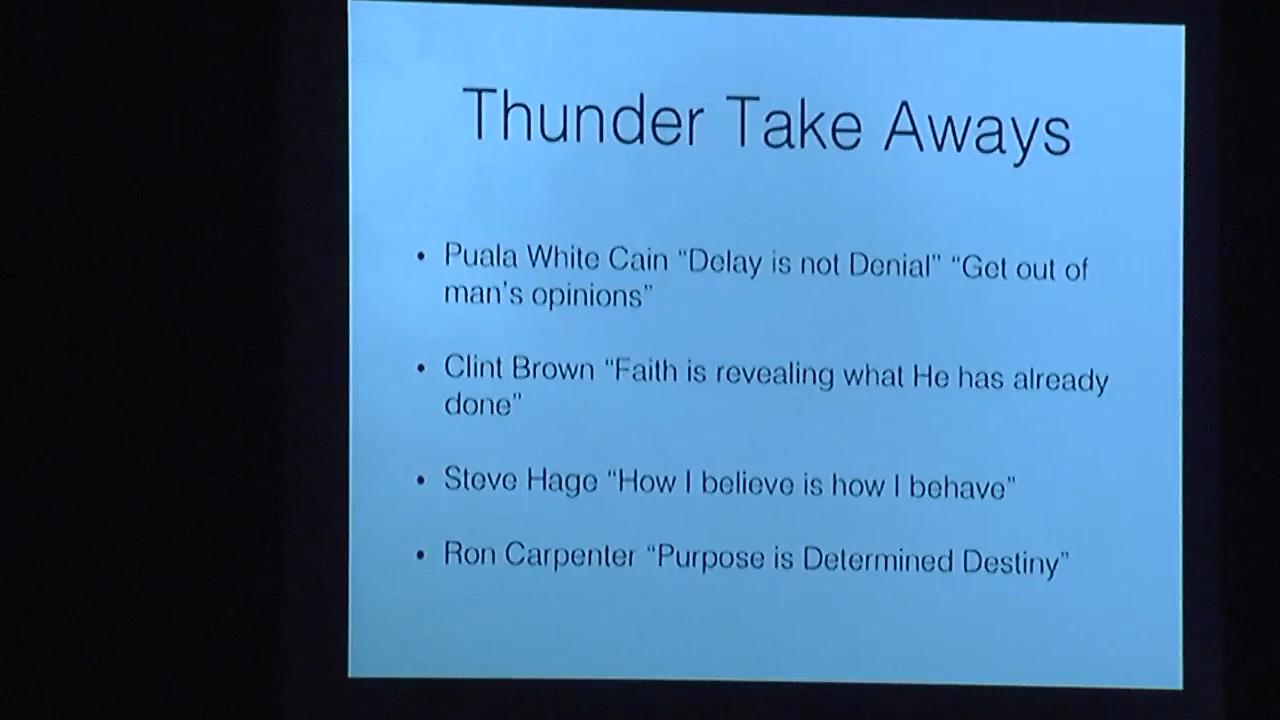 Thunder Take Aways
• Puala White Cain “Delay is not Denial” “Get out of
man's opinions”
• Clint Brown “Faith is revealing what He has already
done”
• Steve Hage “How I believe is how I behave”
• Ron Carpenter “Purpose is Determined Destiny”